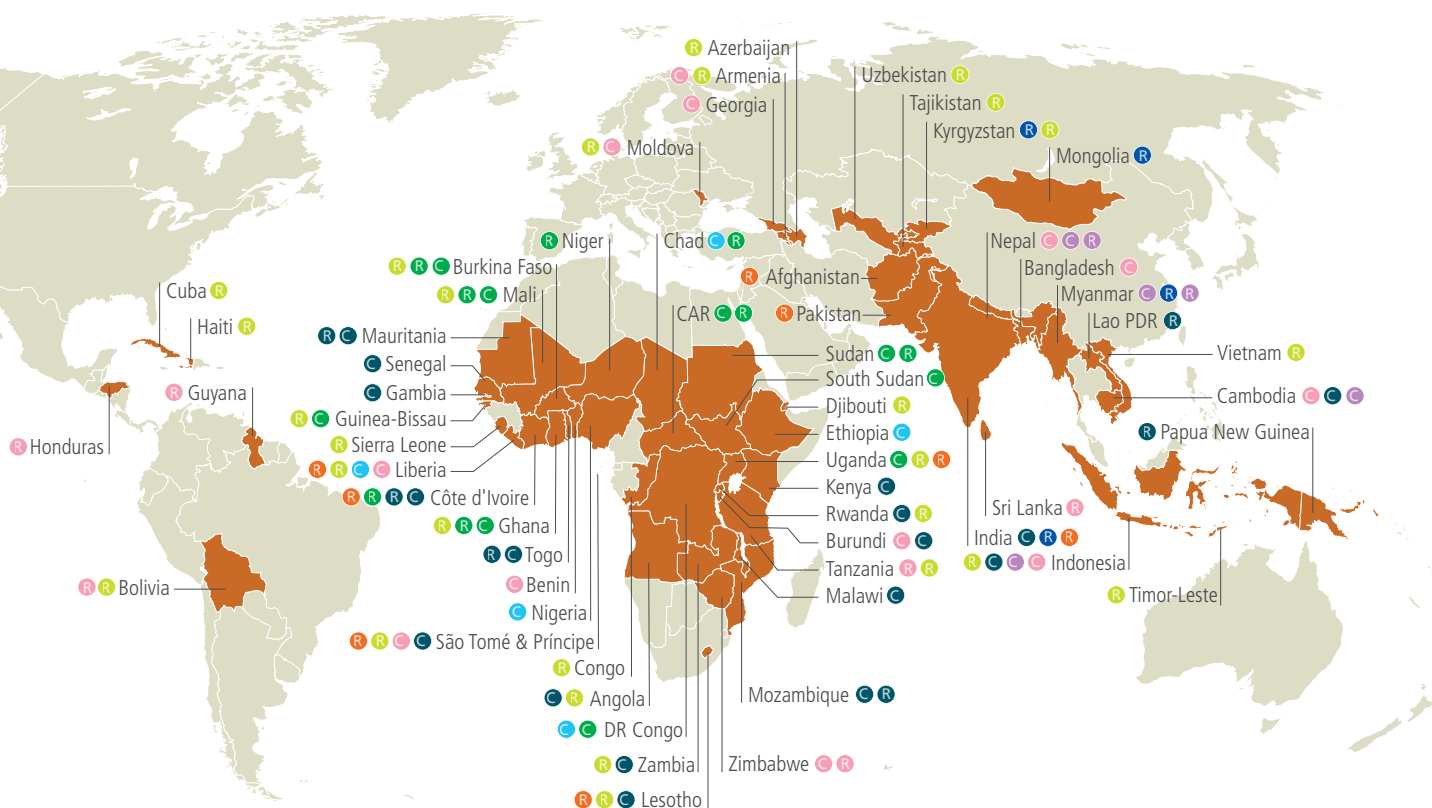 R Azerbaijan
C R Armenia
C Georgia
R C Moldova
Uzbekistan R
Tajikistan R
Kyrgyzstan R R
Mongolia R
R Niger
Chad C R
R R C Burkina Faso
R R C Mali
CAR C R
R C Mauritania
C Senegal
C Gambia
R C Guinea-Bissau
R Sierra Leone
R R C C Liberia
R R R C Côte d'Ivoire
R R C Ghana
R C Togo
C Benin
C Nigeria
R R C C São Tomé & Príncipe
R Congo
C R Angola
C C DR Congo
R C Zambia
R R C Lesotho
Cuba R
Haiti R
R Guyana
R Honduras
R R Bolivia
R Afghanistan
R Pakistan
Sudan C R
South Sudan C
Djibouti R
Ethiopia C
Uganda C R R
Kenya C
Rwanda C R
Burundi C C
Tanzania R R
Malawi C
Mozambique C R
Zimbabwe C R
Nepal C C R
Bangladesh C
Myanmar C R R
Lao PDR R
Vietnam R
Cambodia C C C
R Papua New Guinea
Sri Lanka R
India C R R
R C C C Indonesia
R Timor-Leste